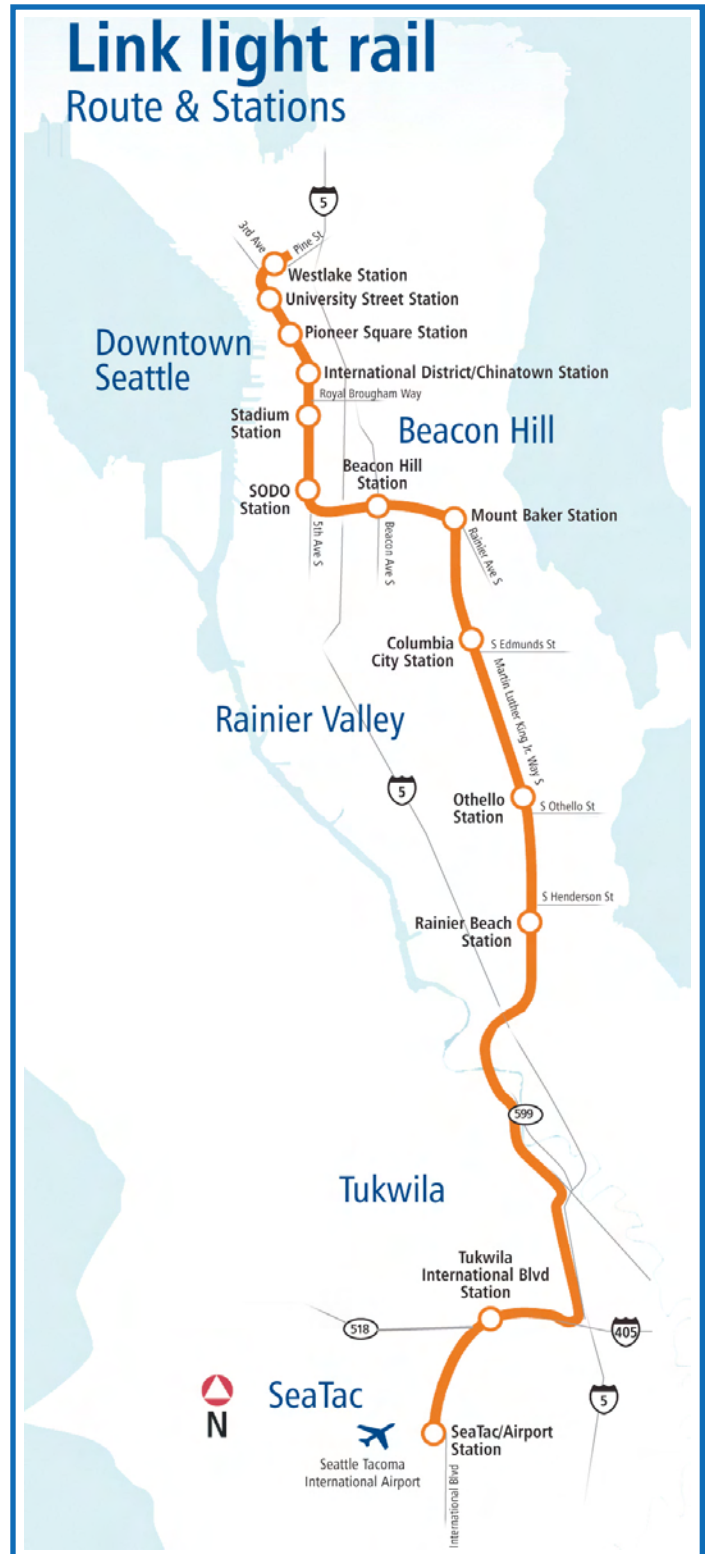 Link light rail
Route & Stations
5
3rd Ave
Pine St
Westlake Station
University Street Station
Pioneer Square Station
Downtown
Seattle
International District/Chinatown Station
Royal Brougham Way
Stadium
Station
Beacon Hill
Beacon Hill
Station
SODO
Station
Mount Baker Station
5th Ave S
Beacon Ave S
Rainier Ave S
Columbia
City Station
S Edmunds St
Martin Luther King Jr. Way S
Rainier Valley
5
Othello
Station
S Othello St
S Henderson St
Rainier Beach
Station
599
Tukwila
Tukwila
International Blvd
Station
518
405
SeaTac
5
N
SeaTac/Airport
Station
Seattle Tacoma
International Airport
International Blvd